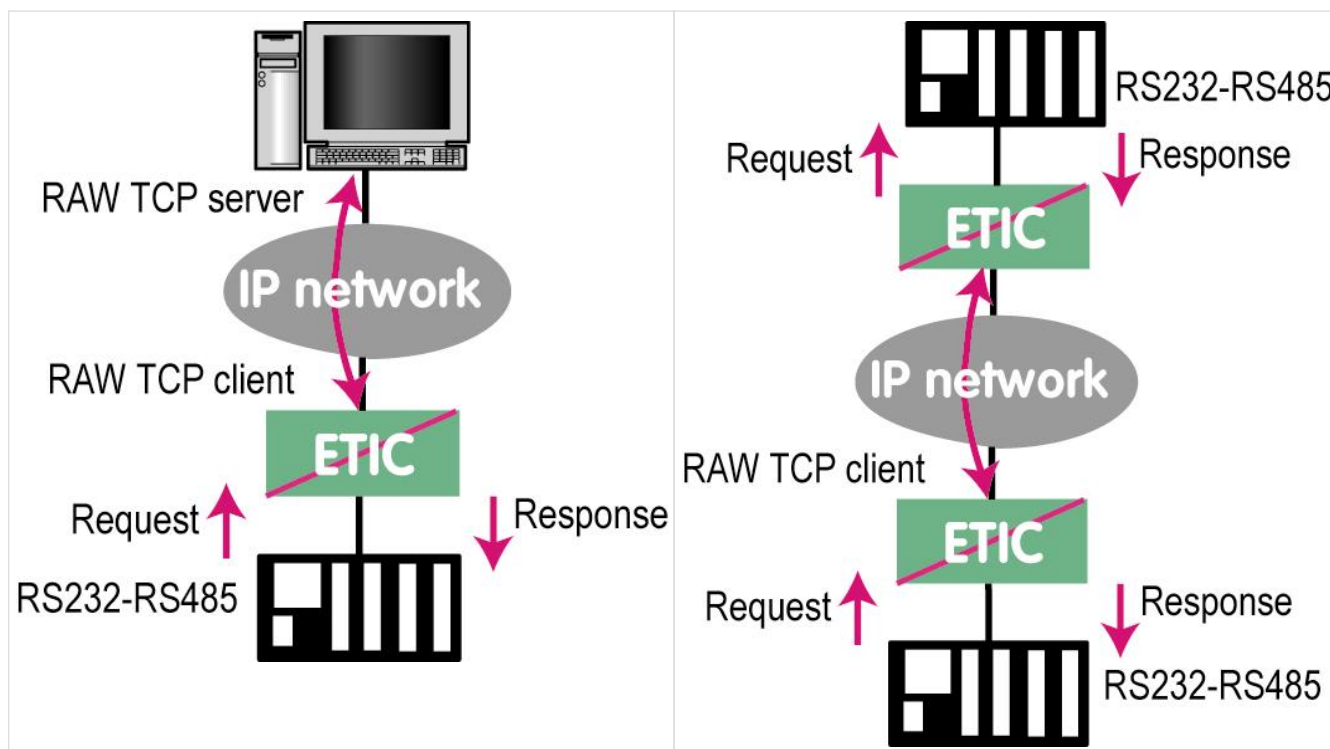 RAW TCP server
IP network
RAW TCP client
ETIC
Request
Response
RS232-RS485
RS232-RS485
Request
Response
ETIC
IP network
RAW TCP client
ETIC
Request
Response
RS232-RS485